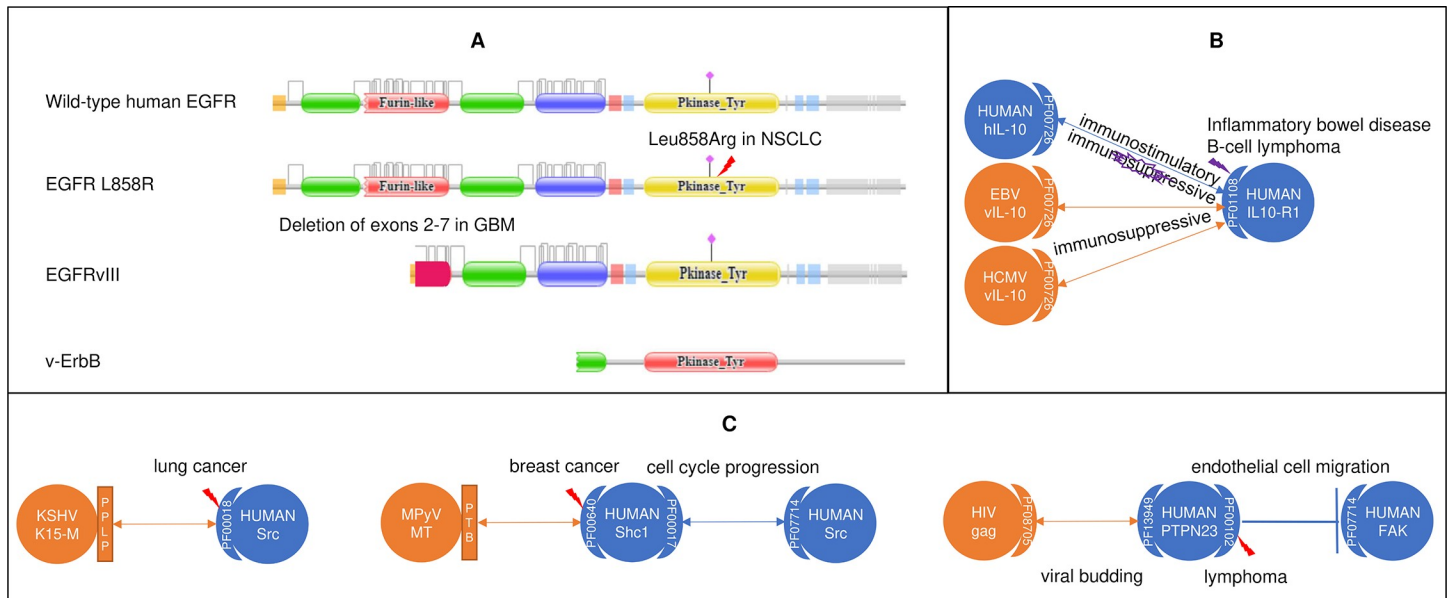 A
Wild-type human EGFR
Furin-like
Pkinase_Tyr
Leu858Arg in NSCLC
EGFR L858R
Furin-like
Pkinase_Tyr
Deletion of exons 2-7 in GBM
EGFRvIII
Pkinase_Tyr
v-ErbB
Pkinase_Tyr
B
HUMAN
hIL-10
PF00726
immunostimulatory
immunosuppressive
Inflammatory bowel disease
B-cell lymphoma
EBV
vIL-10
PF00726
PF01108
HUMAN
IL10-R1
immunosuppressive
HCMV
vIL-10
PF00726
C
lung cancer
KSHV
K15-M
PPLP
PF00018
HUMAN
Src
breast cancer
cell cycle progression
MPyV
MT
PTB
PF00640
HUMAN
Shc1
PF00017
PF07714
HUMAN
Src
endothelial cell migration
HIV
gag
PF08705
PF13949
HUMAN
PTPN23
PF00102
PF07714
HUMAN
FAK
viral budding
lymphoma